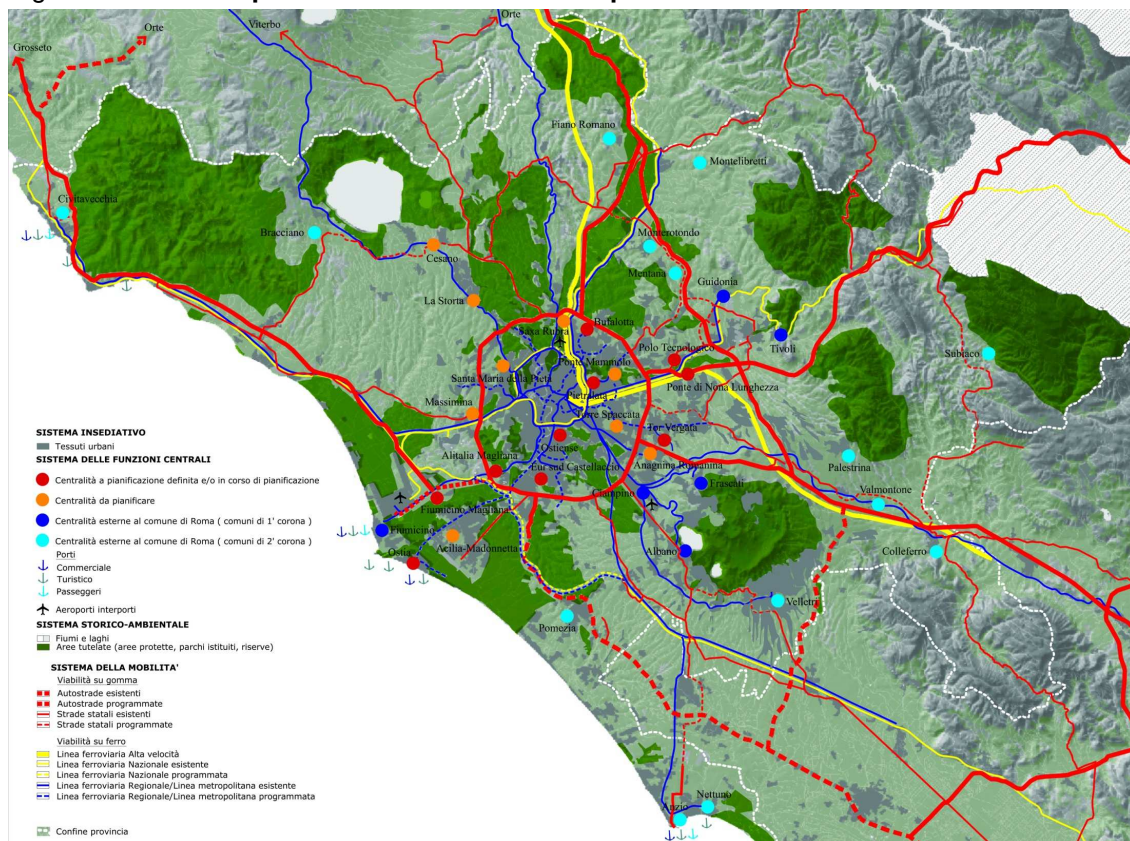 Grosseto
Orte
Viterbo
Orte
Fiano Romano
Montelibretti
Civitavecchia
Bracciano
Cesano
Monterotondo
Mentana
Guidonia
La Storta
Saxa Rubra
Bufalotta
Tivoli
Subiaco
Polo Tecnologico
Ponte Mammolo
Santa Maria della Pietà
Ponte di Nona Lunghezza
Pietralata
Massimina
Torre Spaccata
Tor Vergata
Ostiense
Alitalia Magliana
Anagnina Romanina
Palestrina
Eur sud Castellaccio
Frascati
Ciampino
Valmontone
Fiumicino Magliana
Fiumicino
Acilia-Madonnetta
Ostia
Albano
Colleferro
Velletri
Pomezia
Nettuno
Anzio
SISTEMA INSEDIATIVO
Tessuti urbani
SISTEMA DELLE FUNZIONI CENTRALI
Centralità a pianificazione definita e/o in corso di pianificazione
Centralità da pianificare
Centralità esterne al comune di Roma ( comuni di 1' corona )
Centralità esterne al comune di Roma ( comuni di 2' corona )
Porti
Commerciale
Turistico
Passeggeri
Aeroporti interporti
SISTEMA STORICO-AMBIENTALE
Fiumi e laghi
Aree tutelate (aree protette, parchi istituiti, riserve)
SISTEMA DELLA MOBILITA'
Viabilità su gomma
Autostrade esistenti
Autostrade programmate
Strade statali esistenti
Strade statali programmate
Viabilità su ferro
Linea ferroviaria Alta velocità
Linea ferroviaria Nazionale esistente
Linea ferroviaria Nazionale programmata
Linea ferroviaria Regionale/Linea metropolitana esistente
Linea ferroviaria Regionale/Linea metropolitana programmata
Confine provincia